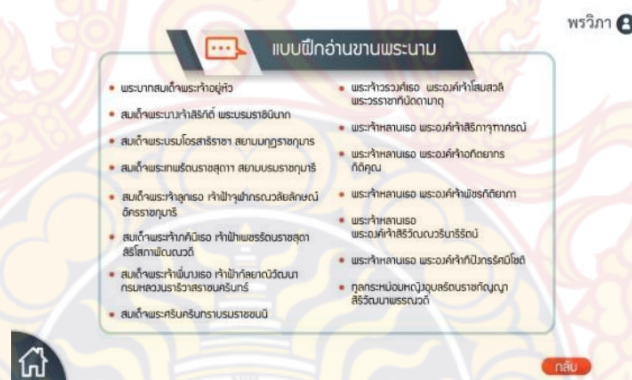 พรวิภา
แบบฝึกอ่านขานพระนาม
พระบาทสมเด็จพระเจ้าอยู่หัว
สมเด็จพระนางเจ้าสิริกิติ์ พระบรมราชินีนาถ
สมเด็จพระบรมโอรสาธิราชฯ สยามมกุฎราชกุมาร
สมเด็จพระเทพรัตนราชสุดาฯ สยามบรมราชกุมารี
สมเด็จพระเจ้าลูกเธอ เจ้าฟ้าจุฬาภรณวลัยลักษณ์
อัครราชกุมารี
สมเด็จพระเจ้าภคินีเธอ เจ้าฟ้าเพชรรัตนราชสุดา
สิริโสภาพัณณวดี
สมเด็จพระเจ้าพี่นางเธอ เจ้าฟ้ากัลยาณิวัฒนา
กรมหลวงนราธิวาสราชนครินทร์
สมเด็จพระศรีนครินทราบรมราชชนนี
พระเจ้าวรวงศ์เธอ พระองค์เจ้าโสมสวลี
พระวรราชาทินัดดามาตุ
พระเจ้าหลานเธอ พระองค์เจ้าสิริภาจุฑาภรณ์
พระเจ้าหลานเธอ พระองค์เจ้าอทิตยาทร
กิติคุณ
พระเจ้าหลานเธอ พระองค์เจ้าพัชรกิติยาภา
พระเจ้าหลานเธอ
พระองค์เจ้าสิริวัณณวรีนารีรัตน์
พระเจ้าหลานเธอ พระองค์เจ้าทีปังกรรัศมีโชติ
ทูลกระหม่อมหญิงอุบลรัตนราชกัญญา
สิริวัฒนาพรรณวดี
กลับ